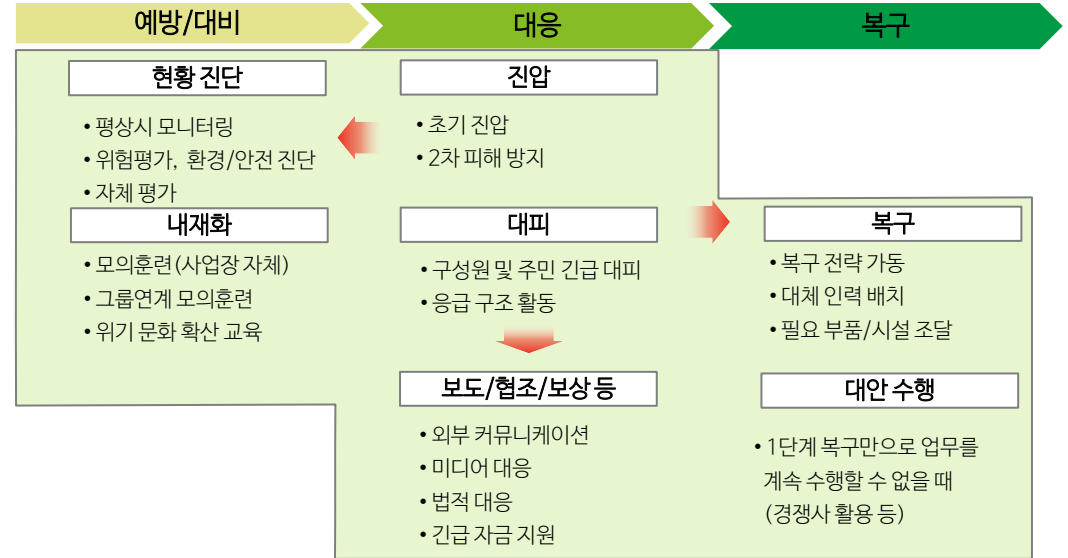 예방/대비
대응
복구
현황 진단
• 평상시 모니터링
• 위험평가, 환경/안전 진단
• 자체 평가
내재화
• 모의훈련(사업장 자체)
• 그룹연계 모의훈련
• 위기 문화 확산 교육
진압
• 초기 진압
• 2차 피해 방지
대피
• 구성원 및 주민 긴급 대피
• 응급 구조 활동
보도/협조/보상 등
• 외부 커뮤니케이션
• 미디어 대응
• 법적 대응
• 긴급 자금 지원
복구
• 복구 전략 가동
• 대체 인력 배치
• 필요 부품/시설 조달
대안 수행
• 1단계 복구만으로 업무를
계속 수행할 수 없을 때
(경쟁사 활용 등)